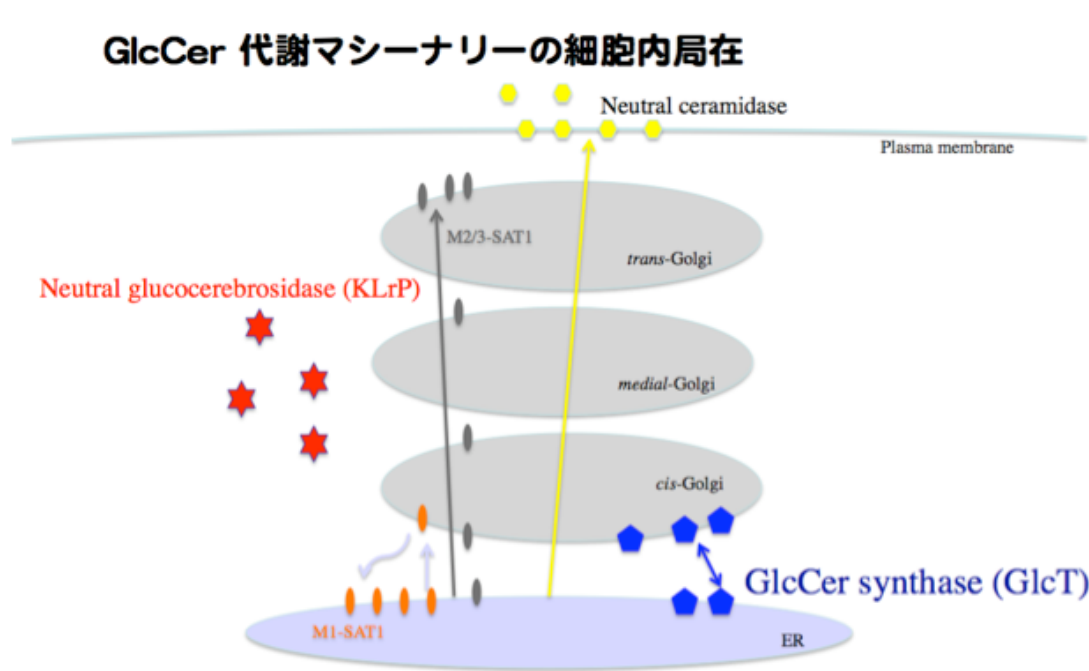 GlcCer 代謝マシーナリーの細胞内局在
Neutral ceramidase
Plasma membrane
M2/3-SAT1
trans-Golgi
Neutral glucocerebrosidase (KLrP)
medial-Golgi
cis-Golgi
GlcCer synthase (GlcT)
M1-SAT1
ER